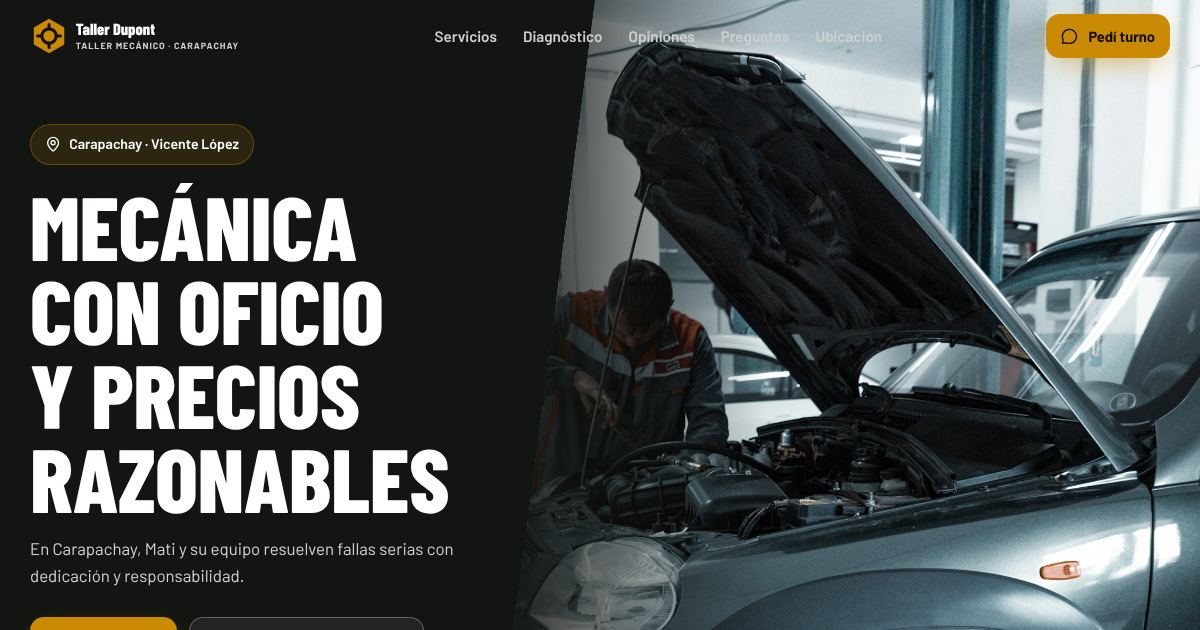 Taller Dupont
TALLER MECÁNICO · CARAPACHAY
Servicios Diagnóstico Opiniones Preguntas Ubicación
Pedí turno
Carapachay · Vicente López
MECÁNICA
CON OFICIO
Y PRECIOS
RAZONABLES
En Carapachay, Mati y su equipo resuelven fallas serias con
dedicación y responsabilidad.